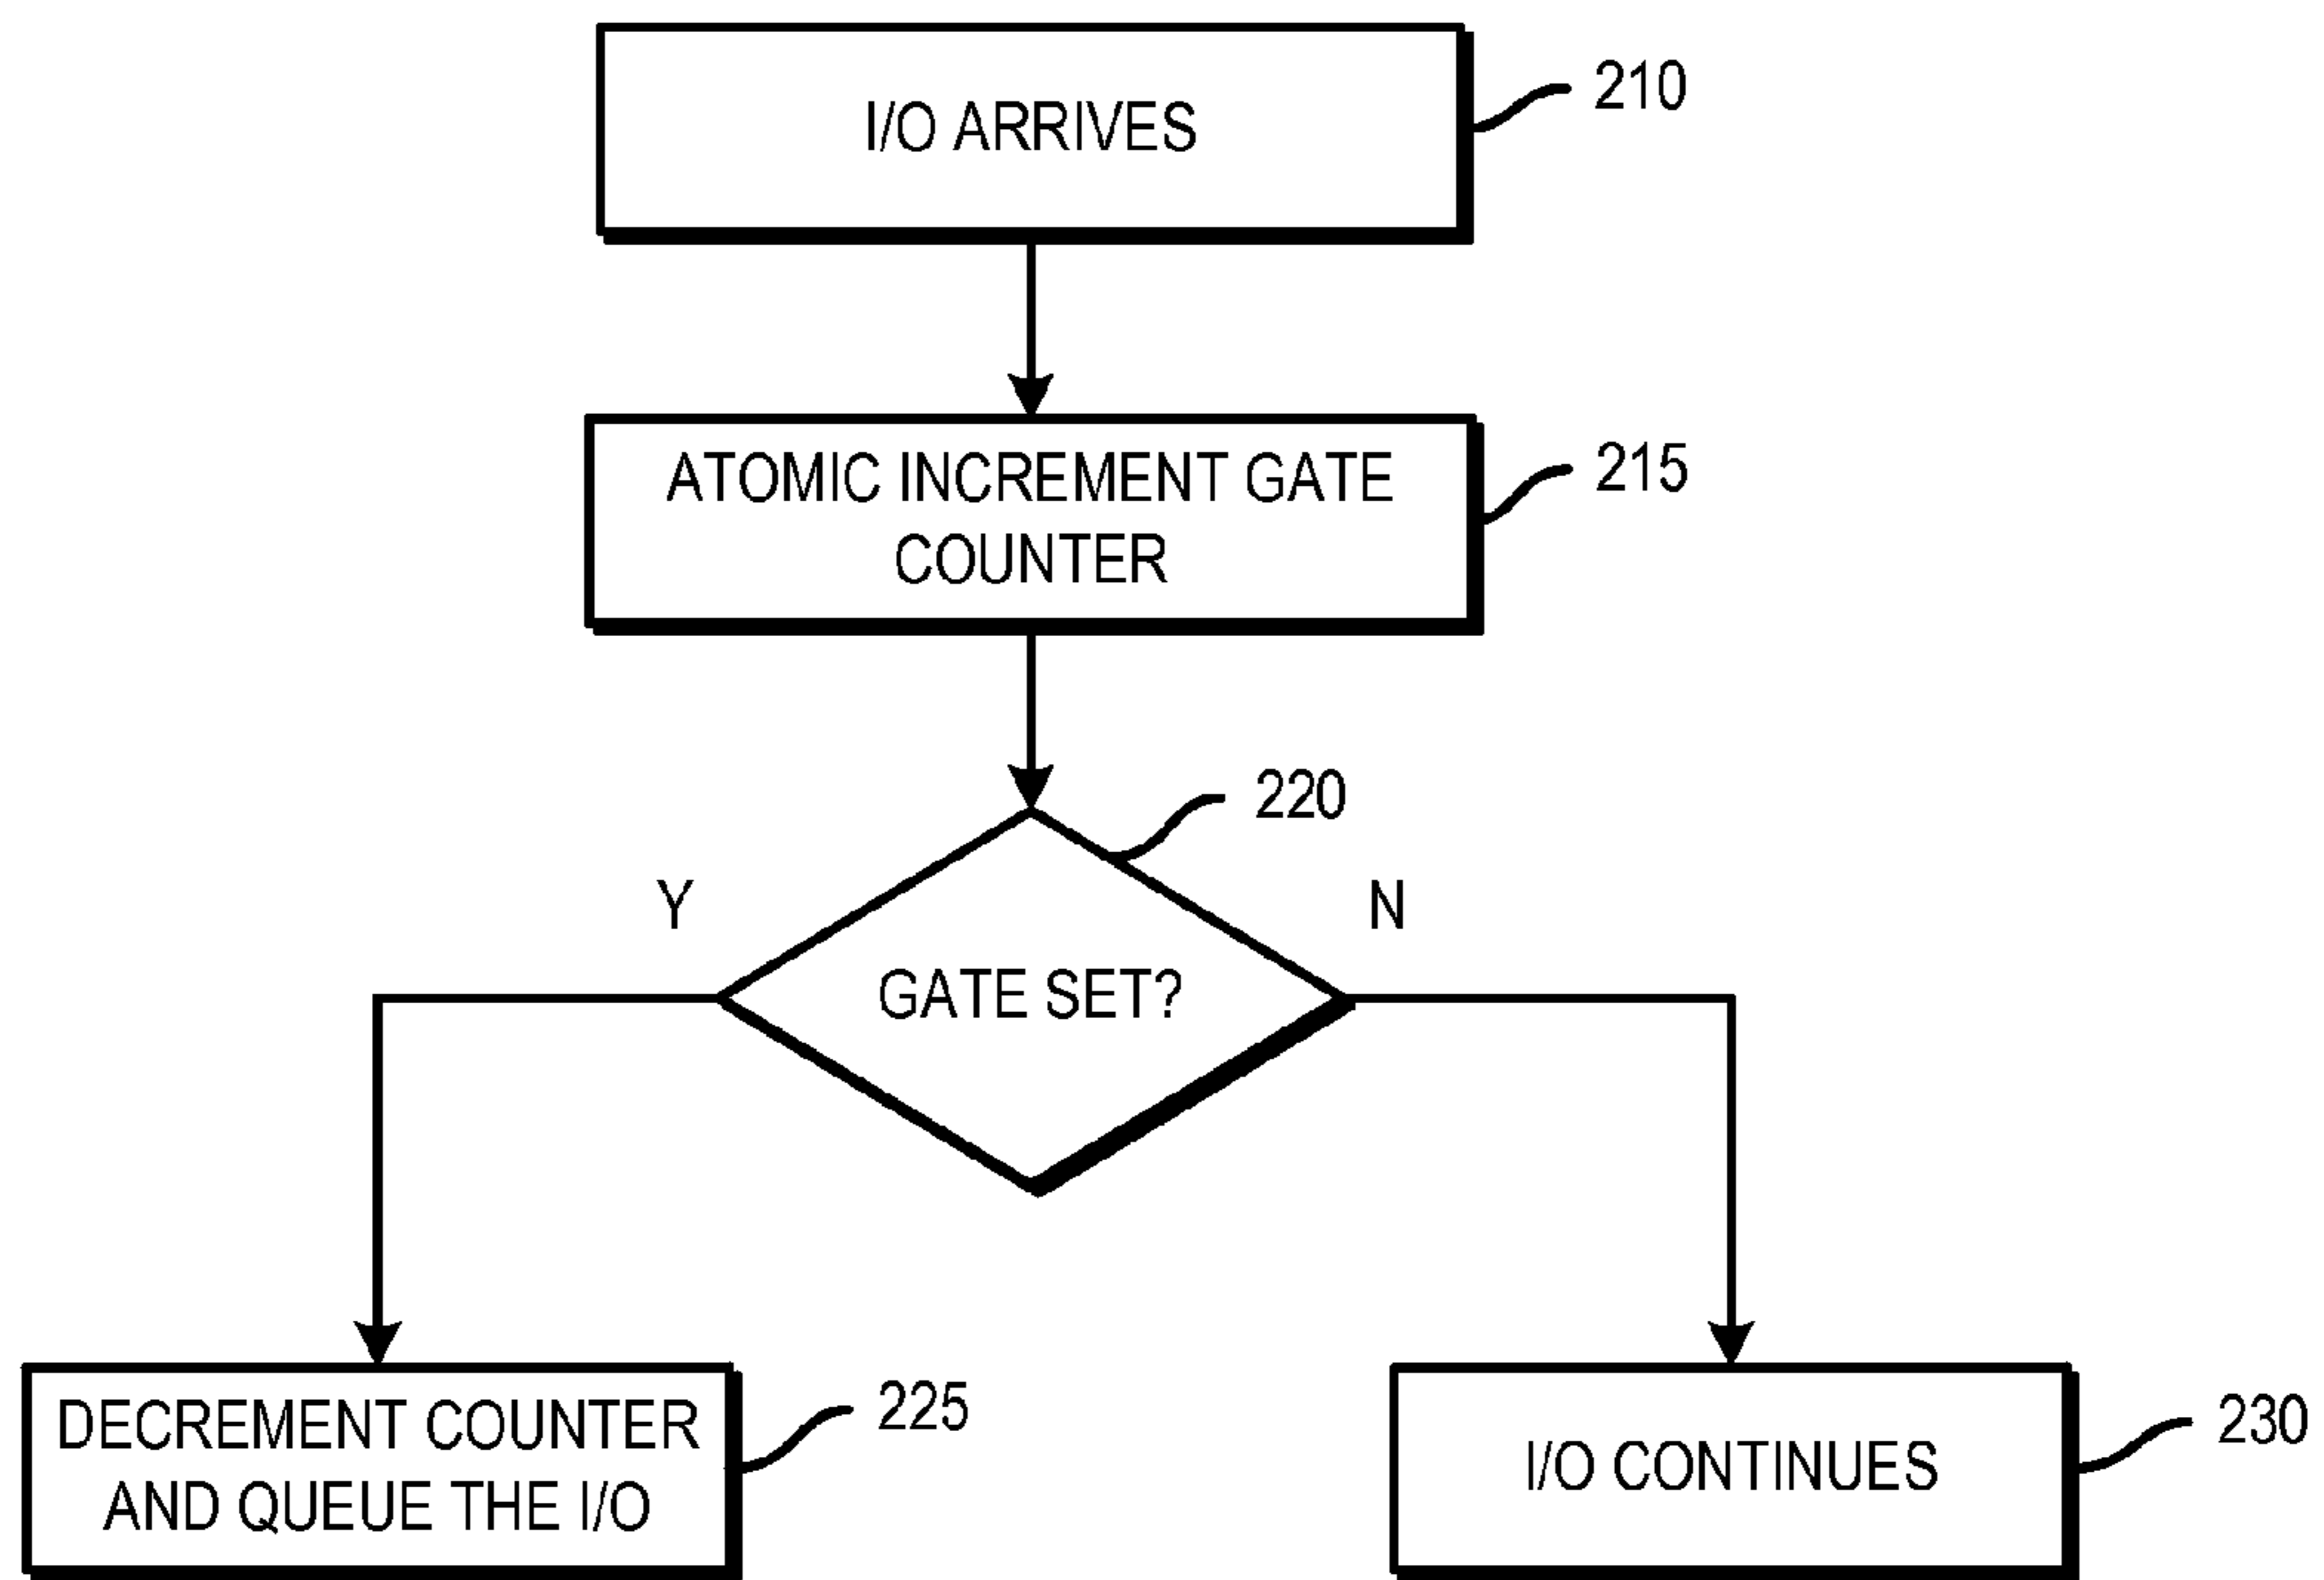 I/O ARRIVES
210
ATOMIC INCREMENT GATE
COUNTER
215
220
Y
N
GATE SET?
DECREMENT COUNTER
AND QUEUE THE I/O
225
I/O CONTINUES
230